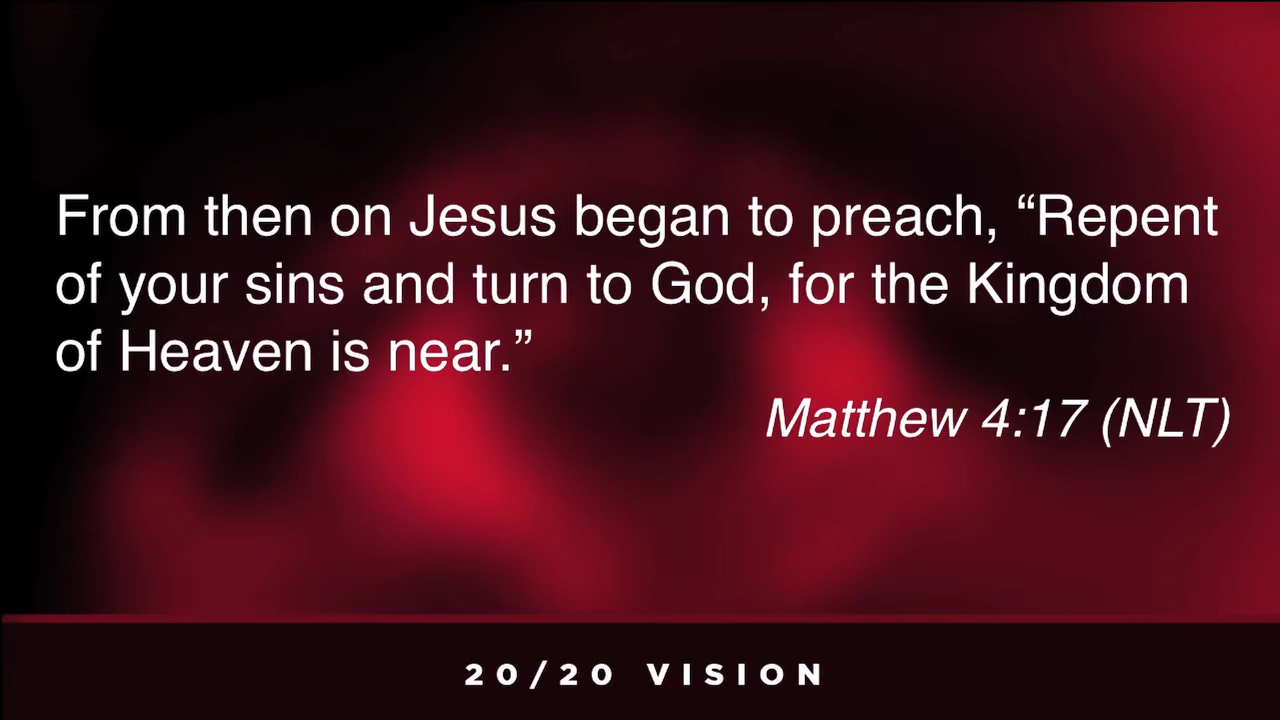 From then on Jesus began to preach, “Repent
of your sins and turn to God, for the Kingdom
of Heaven is near.”
Matthew 4:17 (NLT)
20/20 VISION